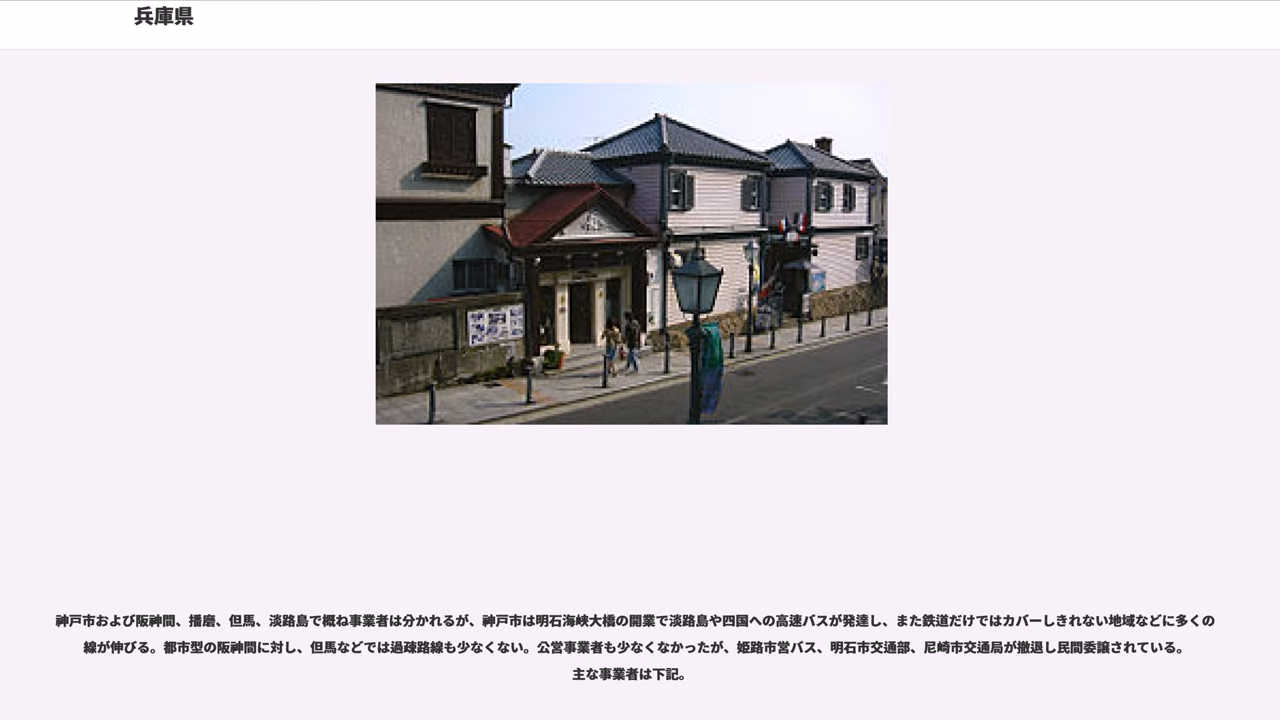 兵庫県
神戸市および阪神間、播磨、但馬、淡路島で概ね事業者は分かれるが、神戸市は明石海峡大橋の開業で淡路島や四国への高速バスが発達し、また鉄道だけではカバーしきれない地域などに多くの
線が伸びる。都市型の阪神間に対し、但馬などでは過疎路線も少なくない。公営事業者も少なくなかったが、姫路市営バス、明石市交通部、尼崎市交通局が撤退し民間委譲されている。
主な事業者は下記。